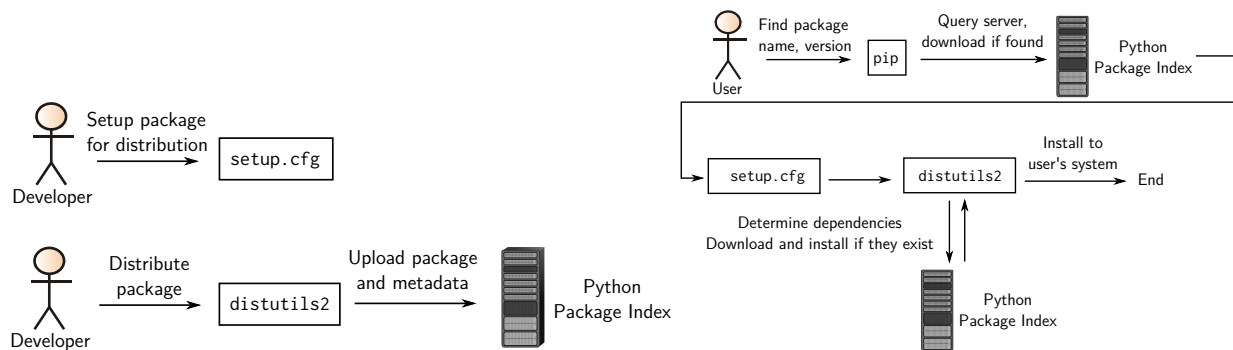 Setup package
for distribution
setup.cfg
Developer
Distribute
package
distutils2
Upload package
and metadata
Python
Package Index
Developer
Find package
name, version
pip
Query server,
download if found
Python
Package Index
User
setup.cfg
distutils2
Install to
user's system
End
Determine dependencies
Download and install if they exist
Python
Package Index